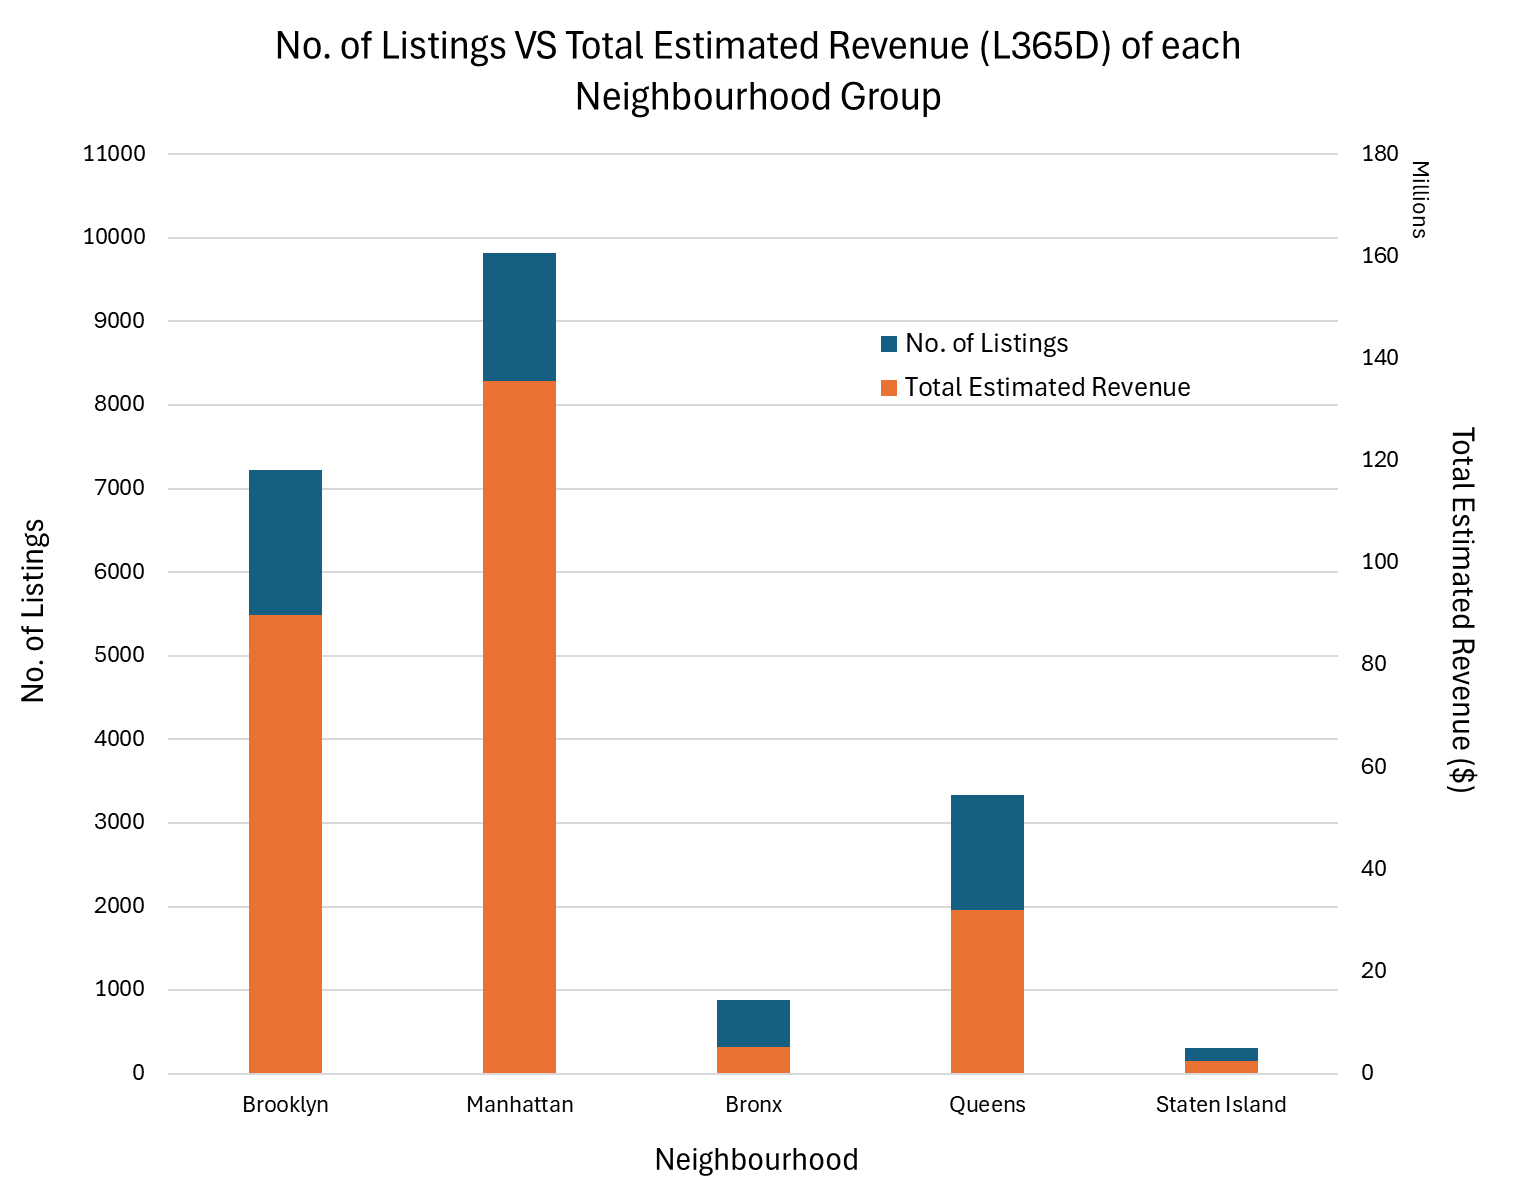 No. of Listings VS Total Estimated Revenue (L365D) of each
Neighbourhood Group
11000
10000
9000
8000
7000
6000
5000
4000
3000
2000
1000
0
No. of Listings
180
160
140
120
100
80
60
40
20
0
Millions
Total Estimated Revenue ($)
No. of Listings
Total Estimated Revenue
Brooklyn
Manhattan
Bronx
Queens
Staten Island
Neighbourhood